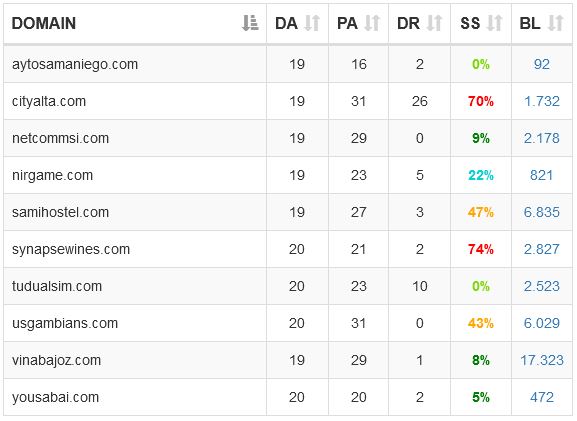 DOMAIN DA PA DR SS BL
aytosamaniego.com 19 16 2 0% 92
cityalta.com 19 31 26 70% 1.732
netcommsi.com 19 29 0 9% 2.178
nirgame.com 19 23 5 22% 821
samihostel.com 19 27 3 47% 6.835
synapsewines.com 20 21 2 74% 2.827
tudualsim.com 20 23 10 0% 2.523
usgambians.com 20 31 0 43% 6.029
vinabajoz.com 19 29 1 8% 17.323
yousabai.com 20 20 2 5% 472